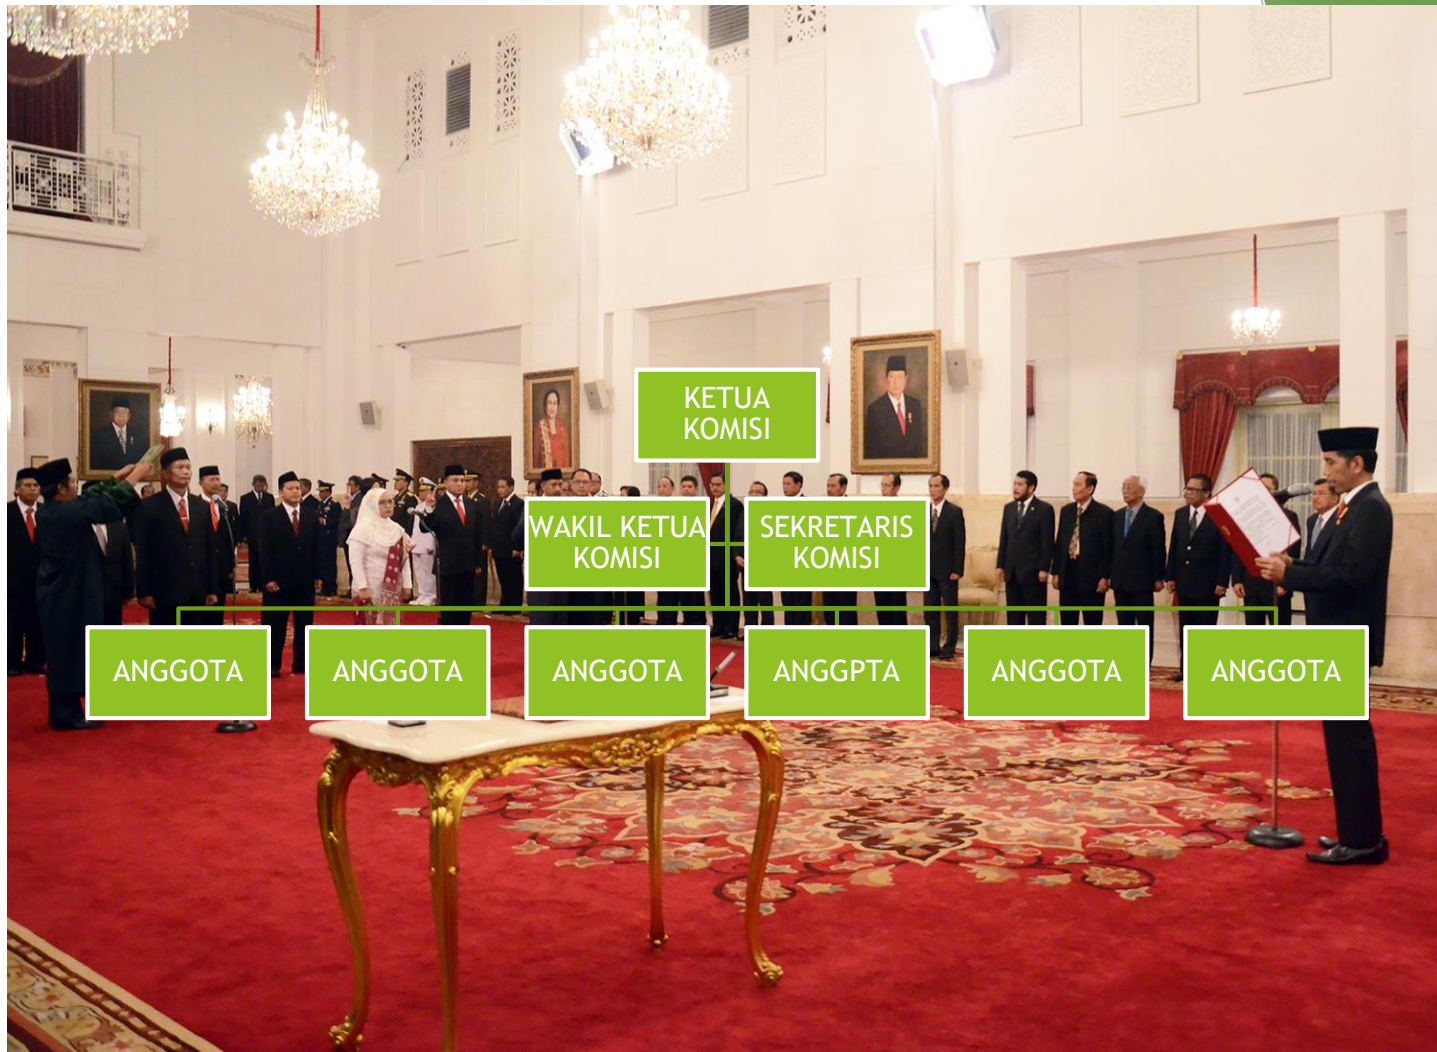 KETUA
KOMISI
WAKIL KETUA
KOMISI
SEKRETARIS
KOMISI
ANGGOTA
ANGGOTA
ANGGOTA
ANGGPTA
ANGGOTA
ANGGOTA